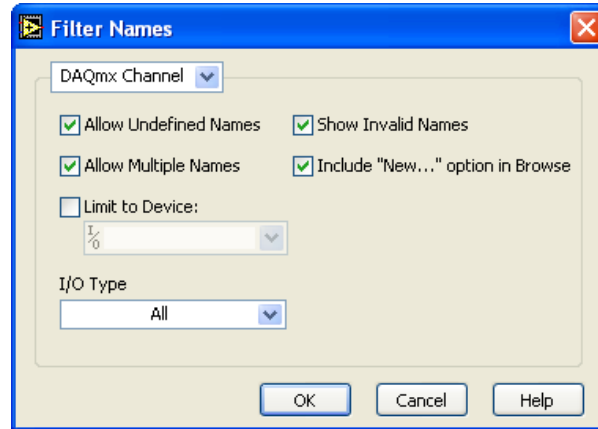 Filter Names
DAQmx Channel
Allow Undefined Names
Show Invalid Names
Allow Multiple Names
Include "New..." option in Browse
Limit to Device:
I/O
I/O Type
All
OK
Cancel
Help